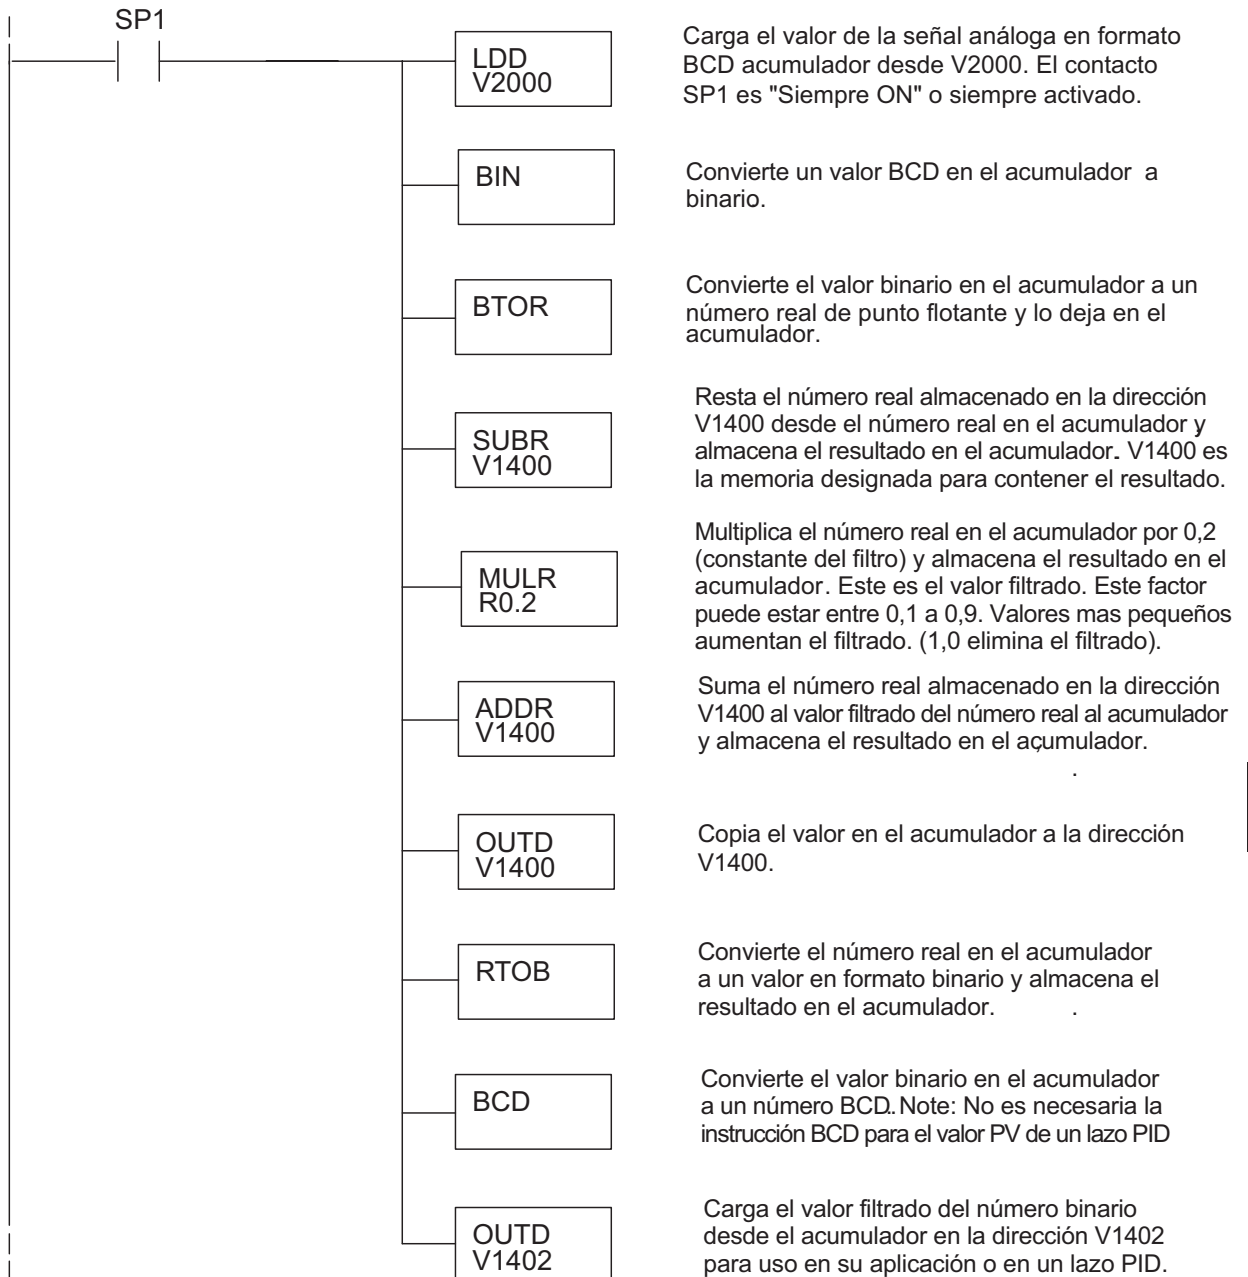 SP1
LDD
V2000
Carga el valor de la señal análoga en formato
BCD acumulador desde V2000. El contacto
SP1 es "Siempre ON" o siempre activado.
BIN
Convierte un valor BCD en el acumulador a
binario.
BTOR
Convierte el valor binario en el acumulador a un
número real de punto flotante y lo deja en el
acumulador.
SUBR
V1400
Resta el número real almacenado en la dirección
V1400 desde el número real en el acumulador y
almacena el resultado en el acumulador. V1400 es
la memoria designada para contener el resultado.
MULR
R0.2
Multiplica el número real en el acumulador por 0,2
(constante del filtro) y almacena el resultado en el
acumulador. Este es el valor filtrado. Este factor
puede estar entre 0,1 a 0,9. Valores mas pequeños
aumentan el filtrado. (1,0 elimina el filtrado).
ADDR
V1400
Suma el número real almacenado en la dirección
V1400 al valor filtrado del número real al acumulador
y almacena el resultado en el acumulador.
.
OUTD
V1400
Copia el valor en el acumulador a la dirección
V1400.
RTOB
Convierte el número real en el acumulador
a un valor en formato binario y almacena el
resultado en el acumulador. .
BCD
Convierte el valor binario en el acumulador
a un número BCD.. Note: No es necesaria la
instrucción BCD para el valor PV de un lazo PID
OUTD
V1402
Carga el valor filtrado del número binario
desde el acumulador en la dirección V1402
para uso en su aplicación o en un lazo PID.